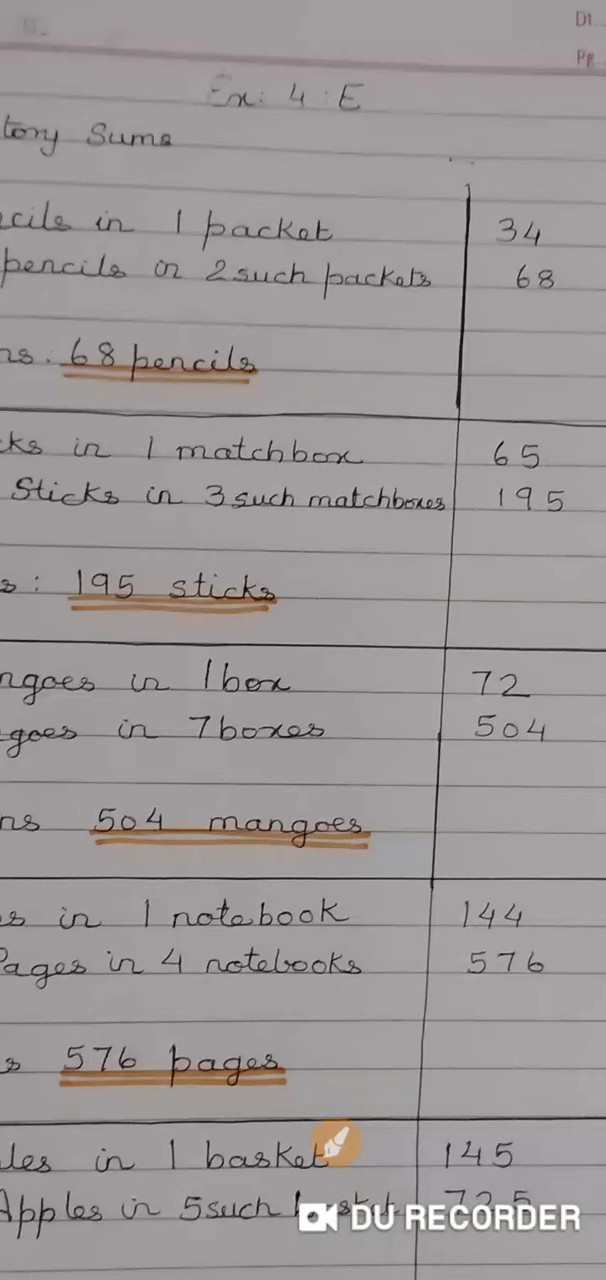 Dt.
Pg.
Ex: 4 : E
tory Sums
cils in 1 packet 34
pencils in 2 such packets 68
ns. 68 pencils
ks in 1 matchbox 65
Sticks in 3 such matchboxes 195
s : 195 sticks
ngoes in 1 box 72
goes in 7 boxes 504
ns 504 mangoes
s in 1 notebook 144
Pages in 4 notebooks 576
s 576 pages
les in 1 basket 145
Apples in 5 such 725
DU RECORDER